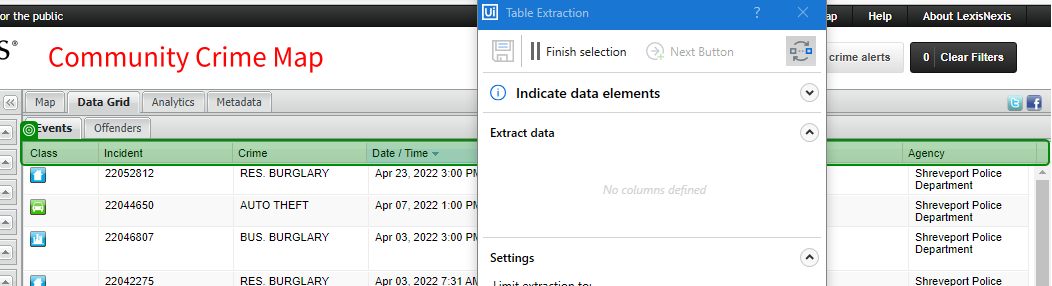 or the public
Table Extraction
?
ap
Help
About LexisNexis
S®
Community Crime Map
Finish selection
Next Button
crime alerts
0 Clear Filters
Indicate data elements
Map
Data Grid
Analytics
Metadata
Extract data
Events
Offenders
Class
Incident
Crime
Date / Time
Agency
22052812
RES. BURGLARY
Apr 23, 2022 3:00 PM
Shreveport Police
Department
No columns defined
22044650
AUTO THEFT
Apr 07, 2022 1:00 PM
Shreveport Police
Department
22046807
BUS. BURGLARY
Apr 03, 2022 3:00 PM
Shreveport Police
Department
Settings
22042275
RES. BURGLARY
Apr 03, 2022 7:31 AM
Shreveport Police
Limit extraction to: